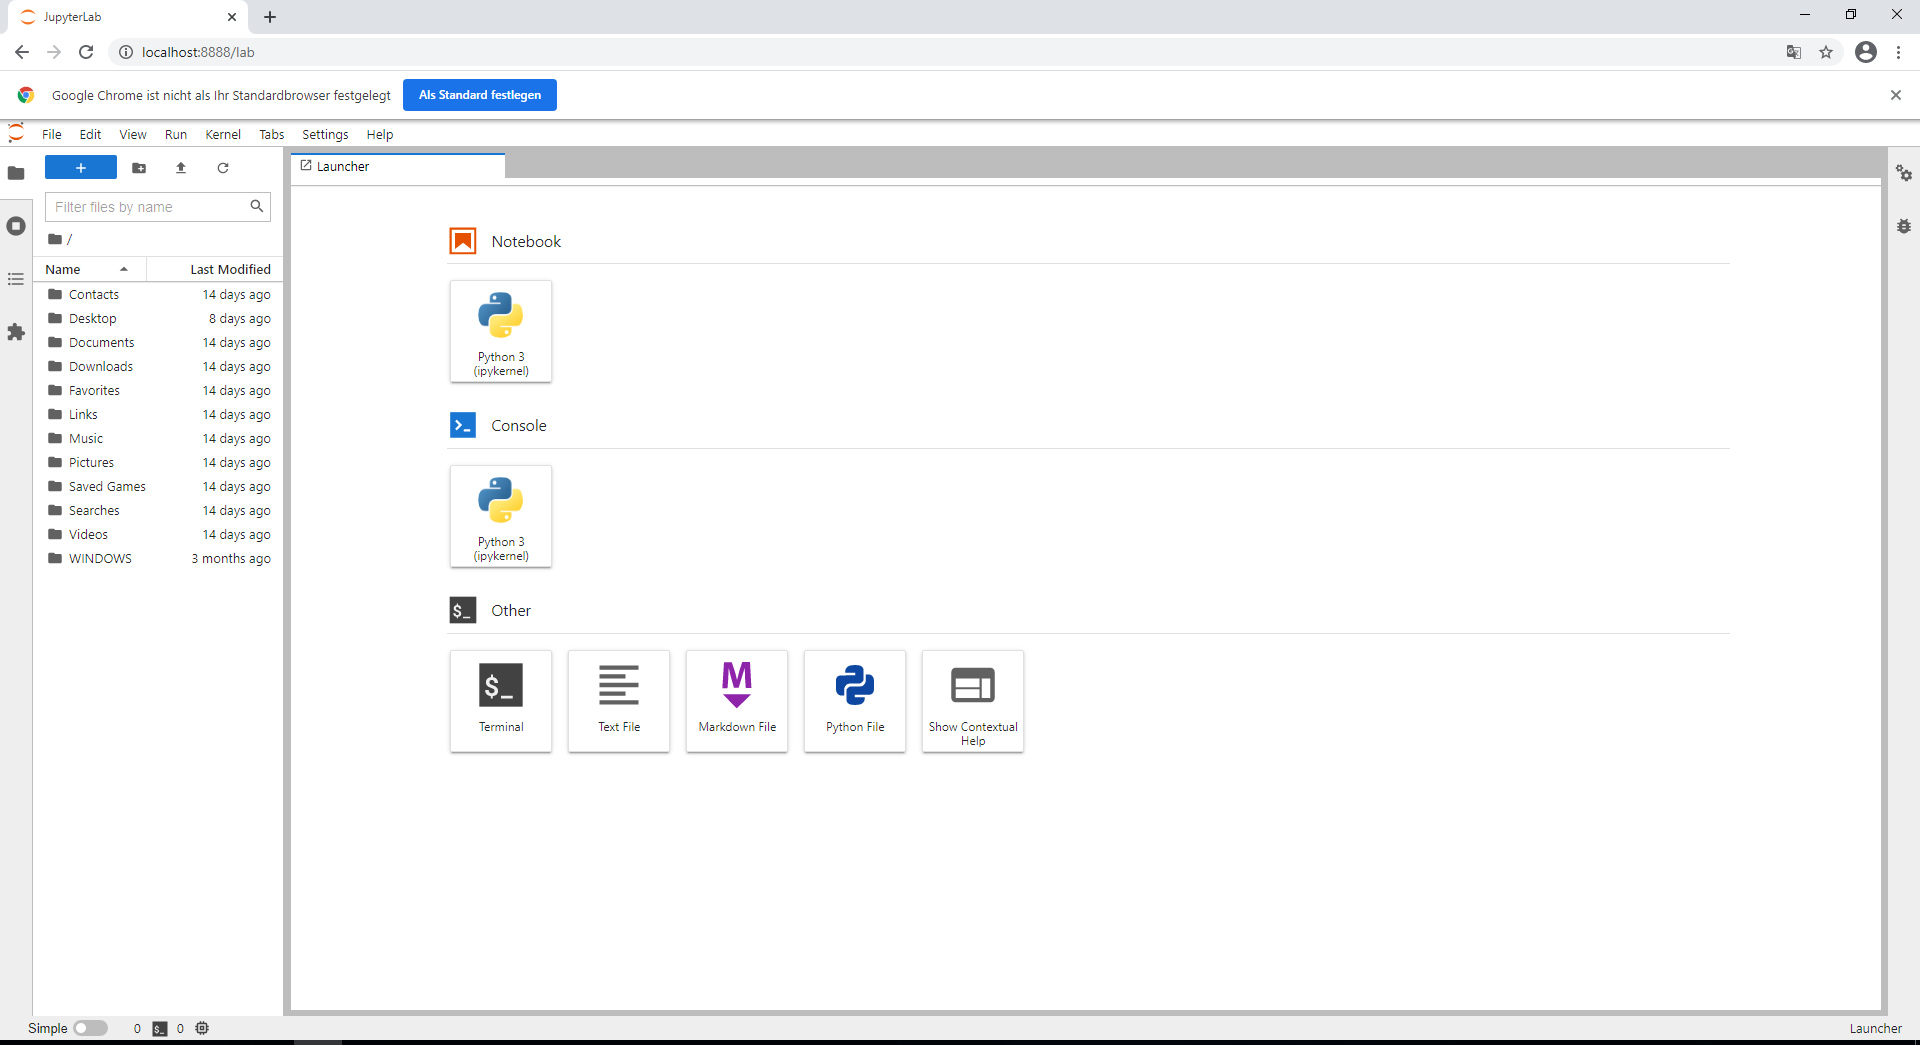 JupyterLab
localhost:8888/lab
Google Chrome ist nicht als Ihr Standardbrowser festgelegt Als Standard festlegen
File Edit View Run Kernel Tabs Settings Help
+
Launcher
Filter files by name
/
Name Last Modified
Contacts 14 days ago
Desktop 8 days ago
Documents 14 days ago
Downloads 14 days ago
Favorites 14 days ago
Links 14 days ago
Music 14 days ago
Pictures 14 days ago
Saved Games 14 days ago
Searches 14 days ago
Videos 14 days ago
WINDOWS 3 months ago
Notebook
Python 3
(ipykernel)
Console
Python 3
(ipykernel)
$_ Other
$_
Terminal
Text File
M
Markdown File
Python File
Show Contextual
Help
Simple 0 $_ 0
Launcher